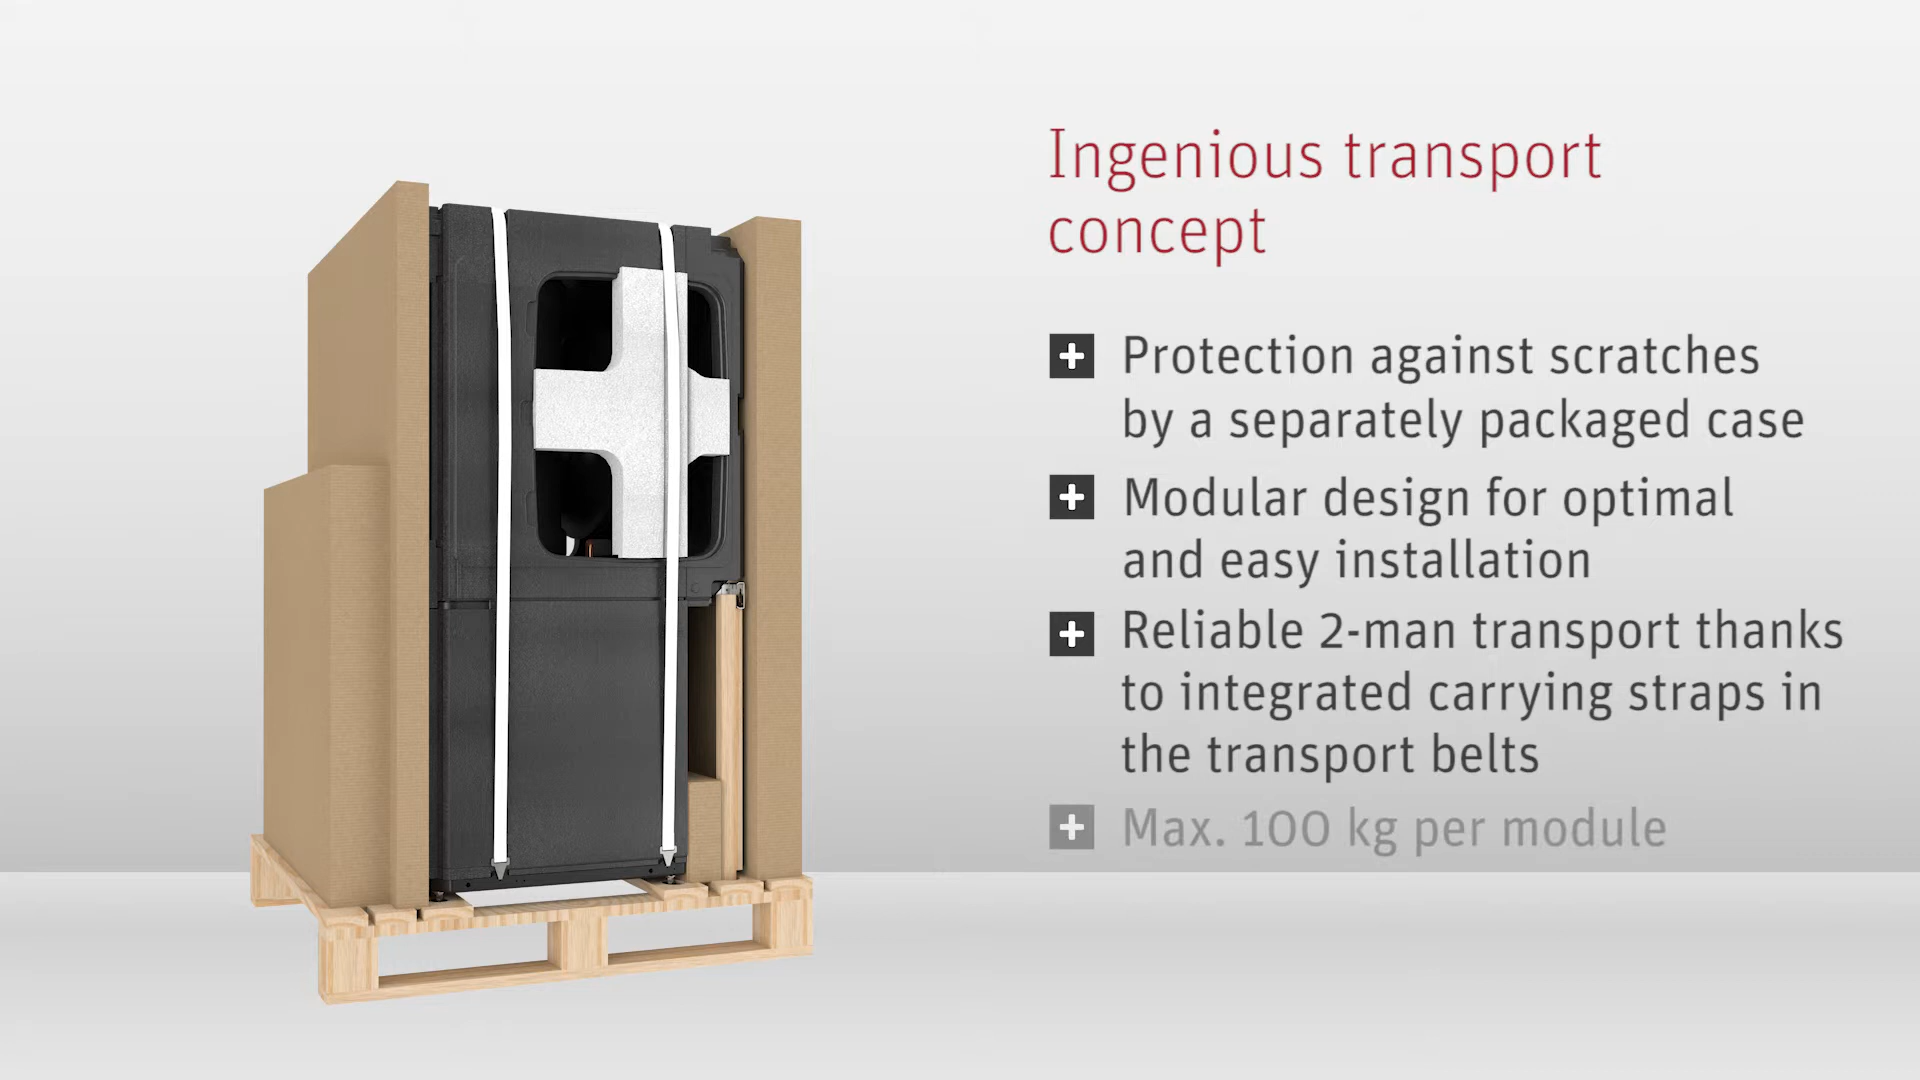 Ingenious transport
concept
Protection against scratches
by a separately packaged case
Modular design for optimal
and easy installation
Reliable 2-man transport thanks
to integrated carrying straps in
the transport belts
Max. 100 kg per module